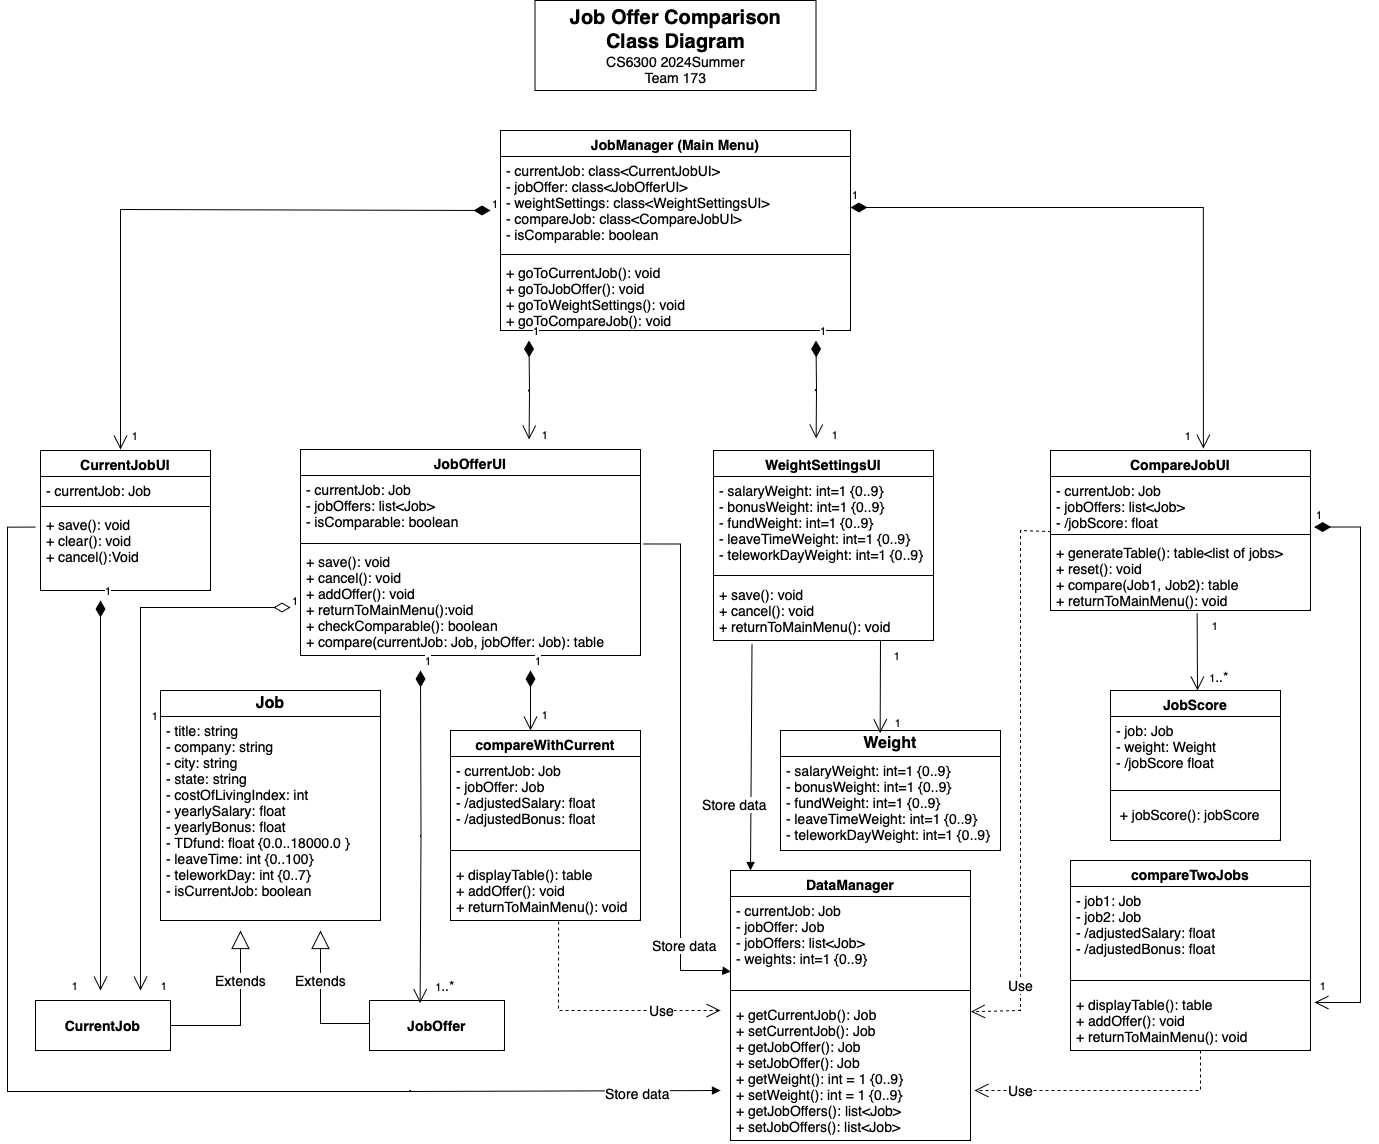 Job Offer Comparison
Class Diagram
CS6300 2024Summer
Team 173
JobManager (Main Menu)
- currentJob: class<CurrentJobUI>
- jobOffer: class<JobOfferUI>
- weightSettings: class<WeightSettingsUI>
- compareJob: class<CompareJobUI>
- isComparable: boolean
+ goToCurrentJob(): void
+ goToJobOffer(): void
+ goToWeightSettings(): void
+ goToCompareJob(): void
1
1
1
1
1
1
1
1
CurrentJobUI
- currentJob: Job
+ save(): void
+ clear(): void
+ cancel():Void
1
JobOfferUI
- currentJob: Job
- jobOffers: list<Job>
- isComparable: boolean
+ save(): void
+ cancel(): void
+ addOffer(): void
+ returnToMainMenu():void
+ checkComparable(): boolean
+ compare(currentJob: Job, jobOffer: Job): table
1
1
1
WeightSettingsUI
- salaryWeight: int=1 {0..9}
- bonusWeight: int=1 {0..9}
- fundWeight: int=1 {0..9}
- leaveTimeWeight: int=1 {0..9}
- teleworkDayWeight: int=1 {0..9}
+ save(): void
+ cancel(): void
+ returnToMainMenu(): void
1
CompareJobUI
- currentJob: Job
- jobOffers: list<Job>
- /jobScore: float
+ generateTable(): table<list of jobs>
+ reset(): void
+ compare(Job1, Job2): table
+ returnToMainMenu(): void
1
1
1..*
1
Job
- title: string
- company: string
- city: string
- state: string
- costOfLivingIndex: int
- yearlySalary: float
- yearlyBonus: float
- TDfund: float {0.0..18000.0 }
- leaveTime: int {0..100}
- teleworkDay: int {0..7}
- isCurrentJob: boolean
1
compareWithCurrent
- currentJob: Job
- jobOffer: Job
- /adjustedSalary: float
- /adjustedBonus: float
+ displayTable(): table
+ addOffer(): void
+ returnToMainMenu(): void
1
Weight
- salaryWeight: int=1 {0..9}
- bonusWeight: int=1 {0..9}
- fundWeight: int=1 {0..9}
- leaveTimeWeight: int=1 {0..9}
- teleworkDayWeight: int=1 {0..9}
JobScore
- job: Job
- weight: Weight
- /jobScore float
+ jobScore(): jobScore
Store data
DataManager
- currentJob: Job
- jobOffer: Job
- jobOffers: list<Job>
- weights: int=1 {0..9}
+ getCurrentJob(): Job
+ setCurrentJob(): Job
+ getJobOffer(): Job
+ setJobOffer(): Job
+ getWeight(): int = 1 {0..9}
+ setWeight(): int = 1 {0..9}
+ getJobOffers(): list<Job>
+ setJobOffers(): list<Job>
compareTwoJobs
- job1: Job
- job2: Job
- /adjustedSalary: float
- /adjustedBonus: float
+ displayTable(): table
+ addOffer(): void
+ returnToMainMenu(): void
1
Store data
Extends
Extends
1
1
1..*
Use
Use
CurrentJob
JobOffer
Store data
Use